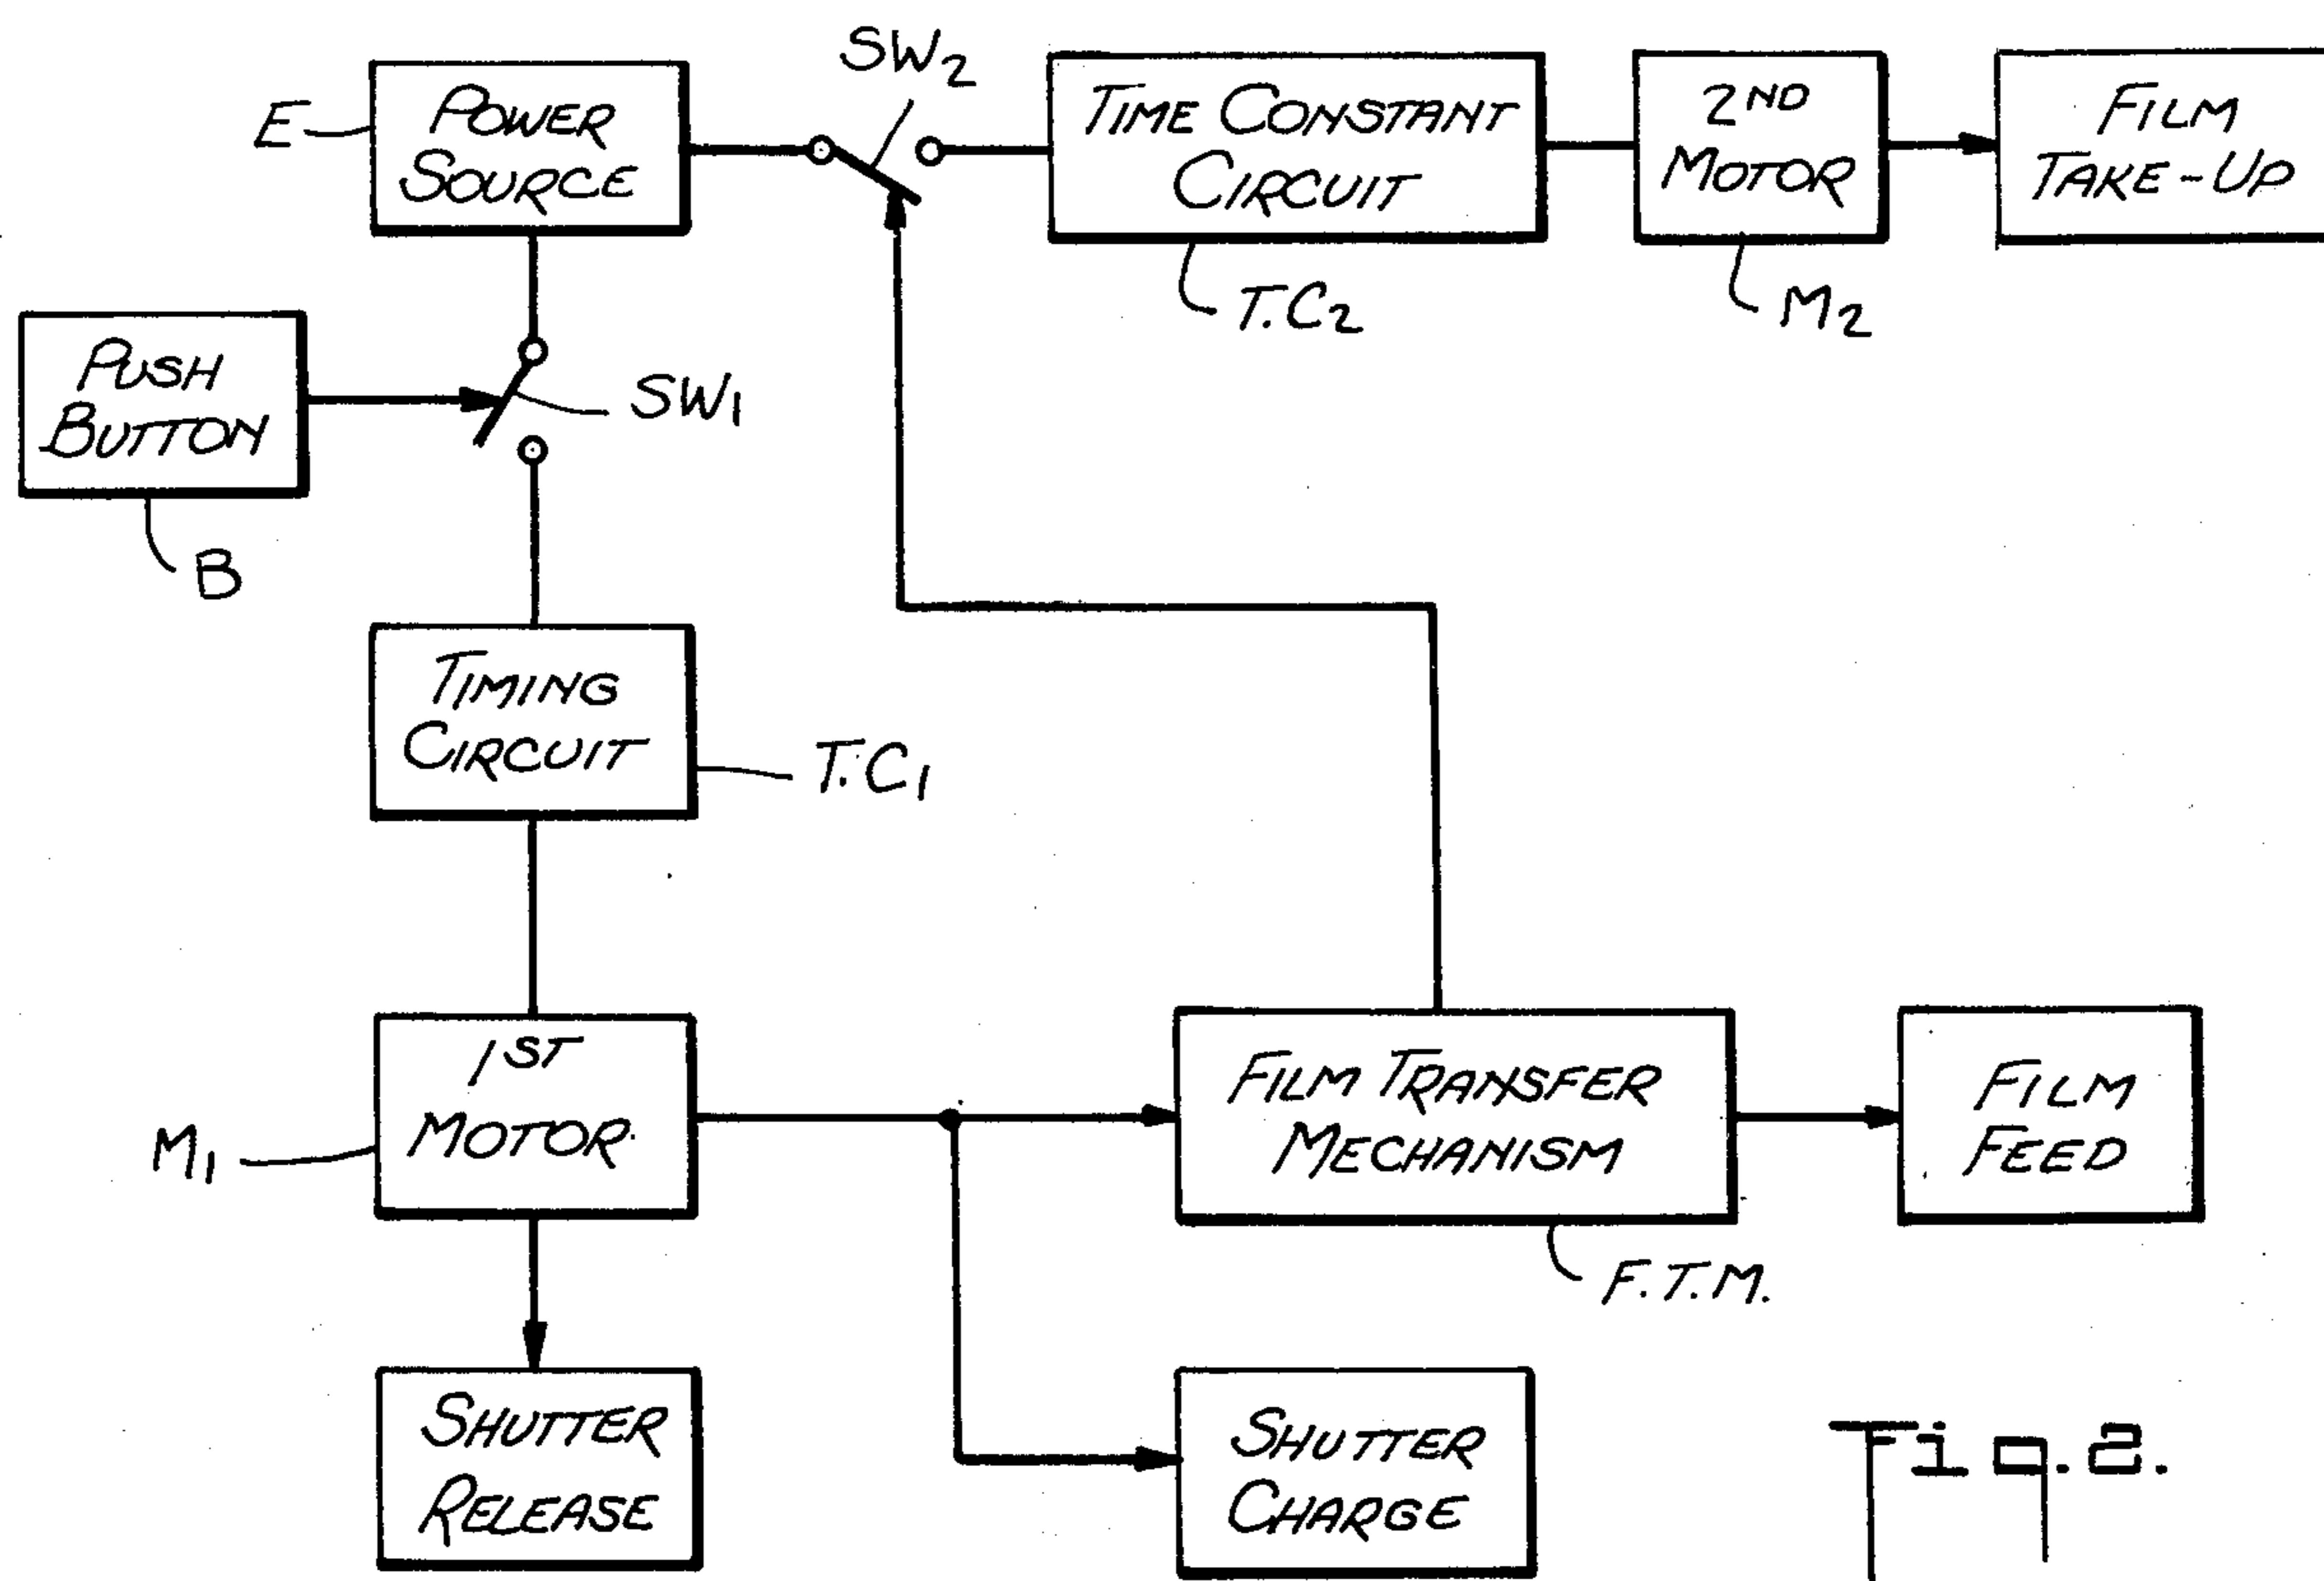 SW2
E
POWER
SOURCE
TIME CONSTANT
CIRCUIT
2ND
MOTOR
FILM
TAKE-UP
T.C2
M2
PUSH
BUTTON
SW1
B
TIMING
CIRCUIT
T.C1
1ST
MOTOR
M1
FILM TRANSFER
MECHANISM
FILM
FEED
F.T.M.
SHUTTER
RELEASE
SHUTTER
CHARGE
Fig.2.